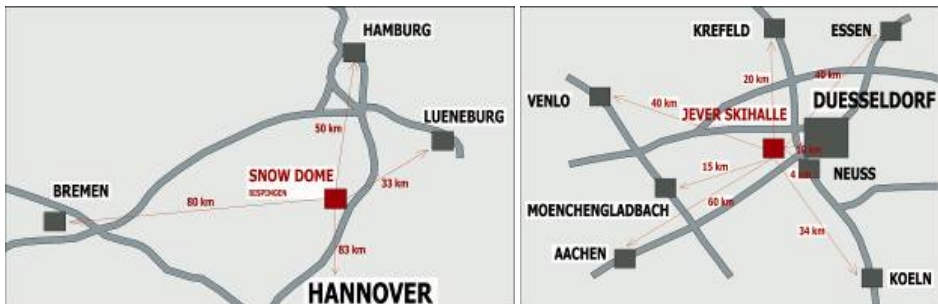 HAMBURG
LUENEBURG
50 km
SNOW DOME
BISPINGEN
33 km
BREMEN
80 km
83 km
HANNOVER
KREFELD
ESSEN
20 km
40 km
VENLO
40 km
JEVER SKIHALLE
DUESSELDORF
10 km
15 km
4 km
NEUSS
MOENCHENGLADBACH
60 km
34 km
AACHEN
KOELN